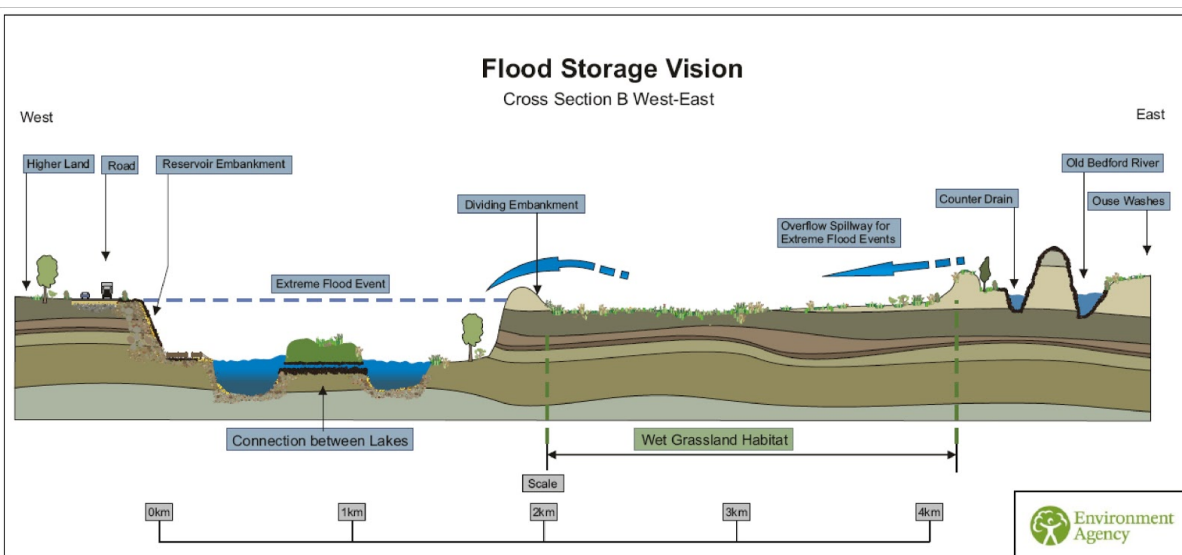 Flood Storage Vision
Cross Section B West-East
West
East
Higher Land
Road
Reservoir Embankment
Dividing Embankment
Overflow Spillway for
Extreme Flood Events
Counter Drain
Old Bedford River
Ouse Washes
Extreme Flood Event
Connection between Lakes
Wet Grassland Habitat
Scale
0km
1km
2km
3km
4km
Environment
Agency